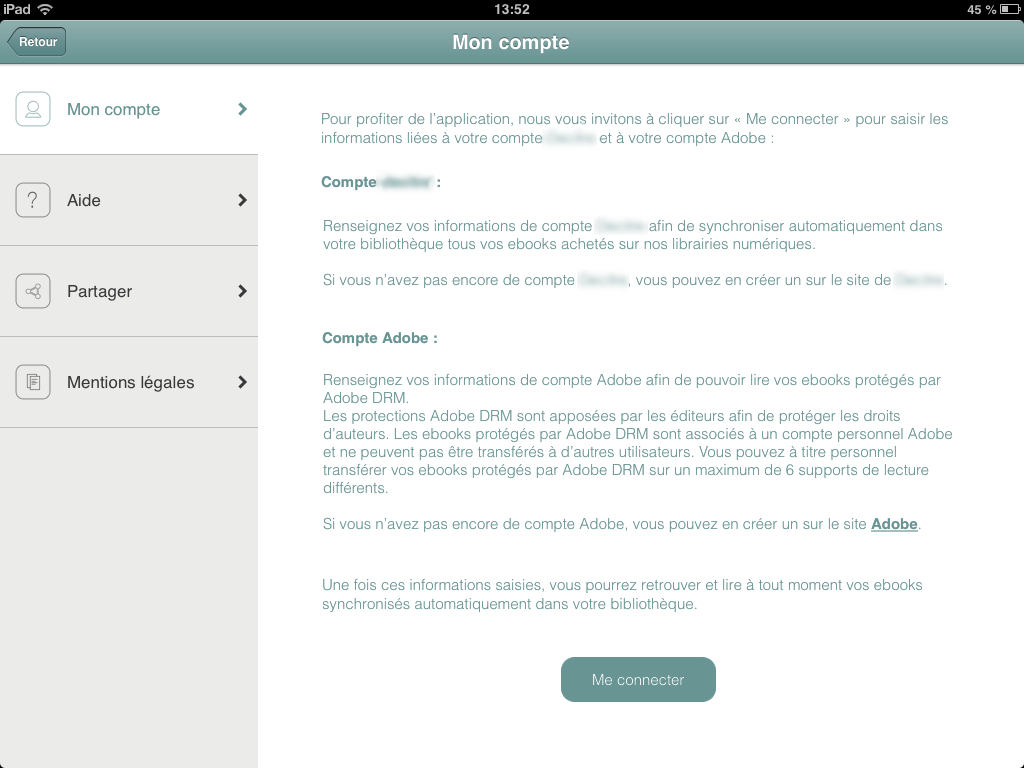 iPad
13:52
45 %
Retour
Mon compte
Mon compte
Aide
Partager
Mentions légales
Pour profiter de l'application, nous vous invitons à cliquer sur « Me connecter » pour saisir les
informations liées à votre compte et à votre compte Adobe :
Compte :
Renseignez vos informations de compte afin de synchroniser automatiquement dans
votre bibliothèque tous vos ebooks achetés sur nos librairies numériques.
Si vous n'avez pas encore de compte , vous pouvez en créer un sur le site de .
Compte Adobe :
Renseignez vos informations de compte Adobe afin de pouvoir lire vos ebooks protégés par
Adobe DRM.
Les protections Adobe DRM sont apposées par les éditeurs afin de protéger les droits
d'auteurs. Les ebooks protégés par Adobe DRM sont associés à un compte personnel Adobe
et ne peuvent pas être transférés à d'autres utilisateurs. Vous pouvez à titre personnel
transférer vos ebooks protégés par Adobe DRM sur un maximum de 6 supports de lecture
différents.
Si vous n'avez pas encore de compte Adobe, vous pouvez en créer un sur le site Adobe.
Une fois ces informations saisies, vous pourrez retrouver et lire à tout moment vos ebooks
synchronisés automatiquement dans votre bibliothèque.
Me connecter